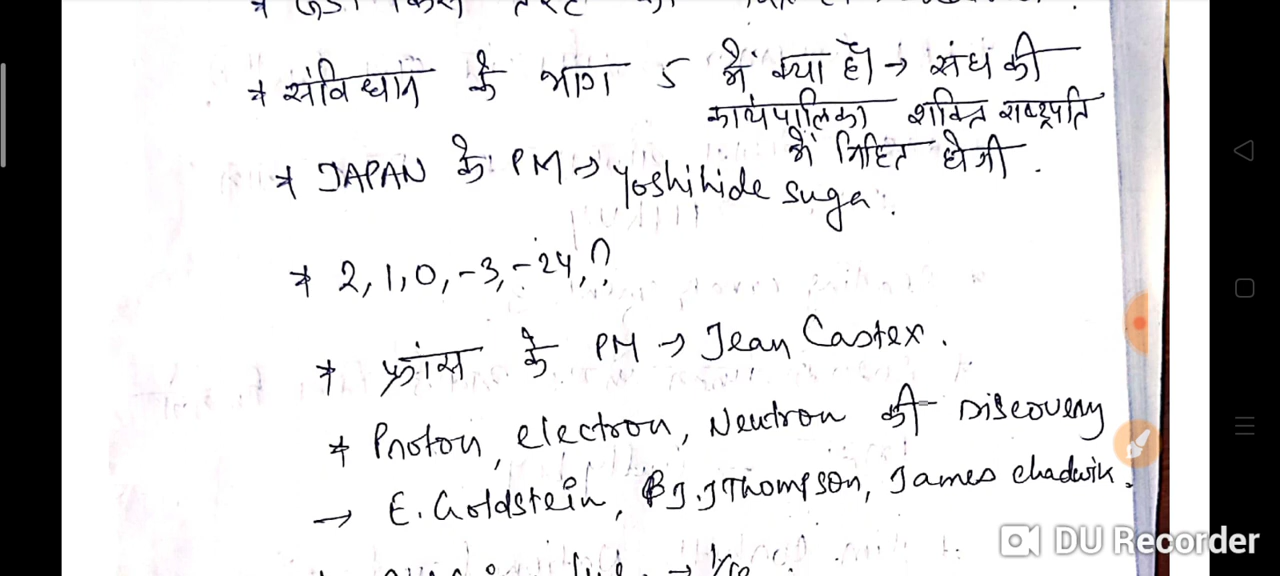 * संविधान के भाग 5 में क्या है। → संघ की
कार्यपालिका शक्ति राष्ट्रपति
में निहित होगी.
* JAPAN के PM → Yoshihide suga.
* 2, 1, 0, -3, -24, ?
* फ्रांस के PM → Jean Castex.
* Proton, electron, Neutron की Discovery
→ E. Goldstein, J.J Thompson, James chadwik.
DU Recorder